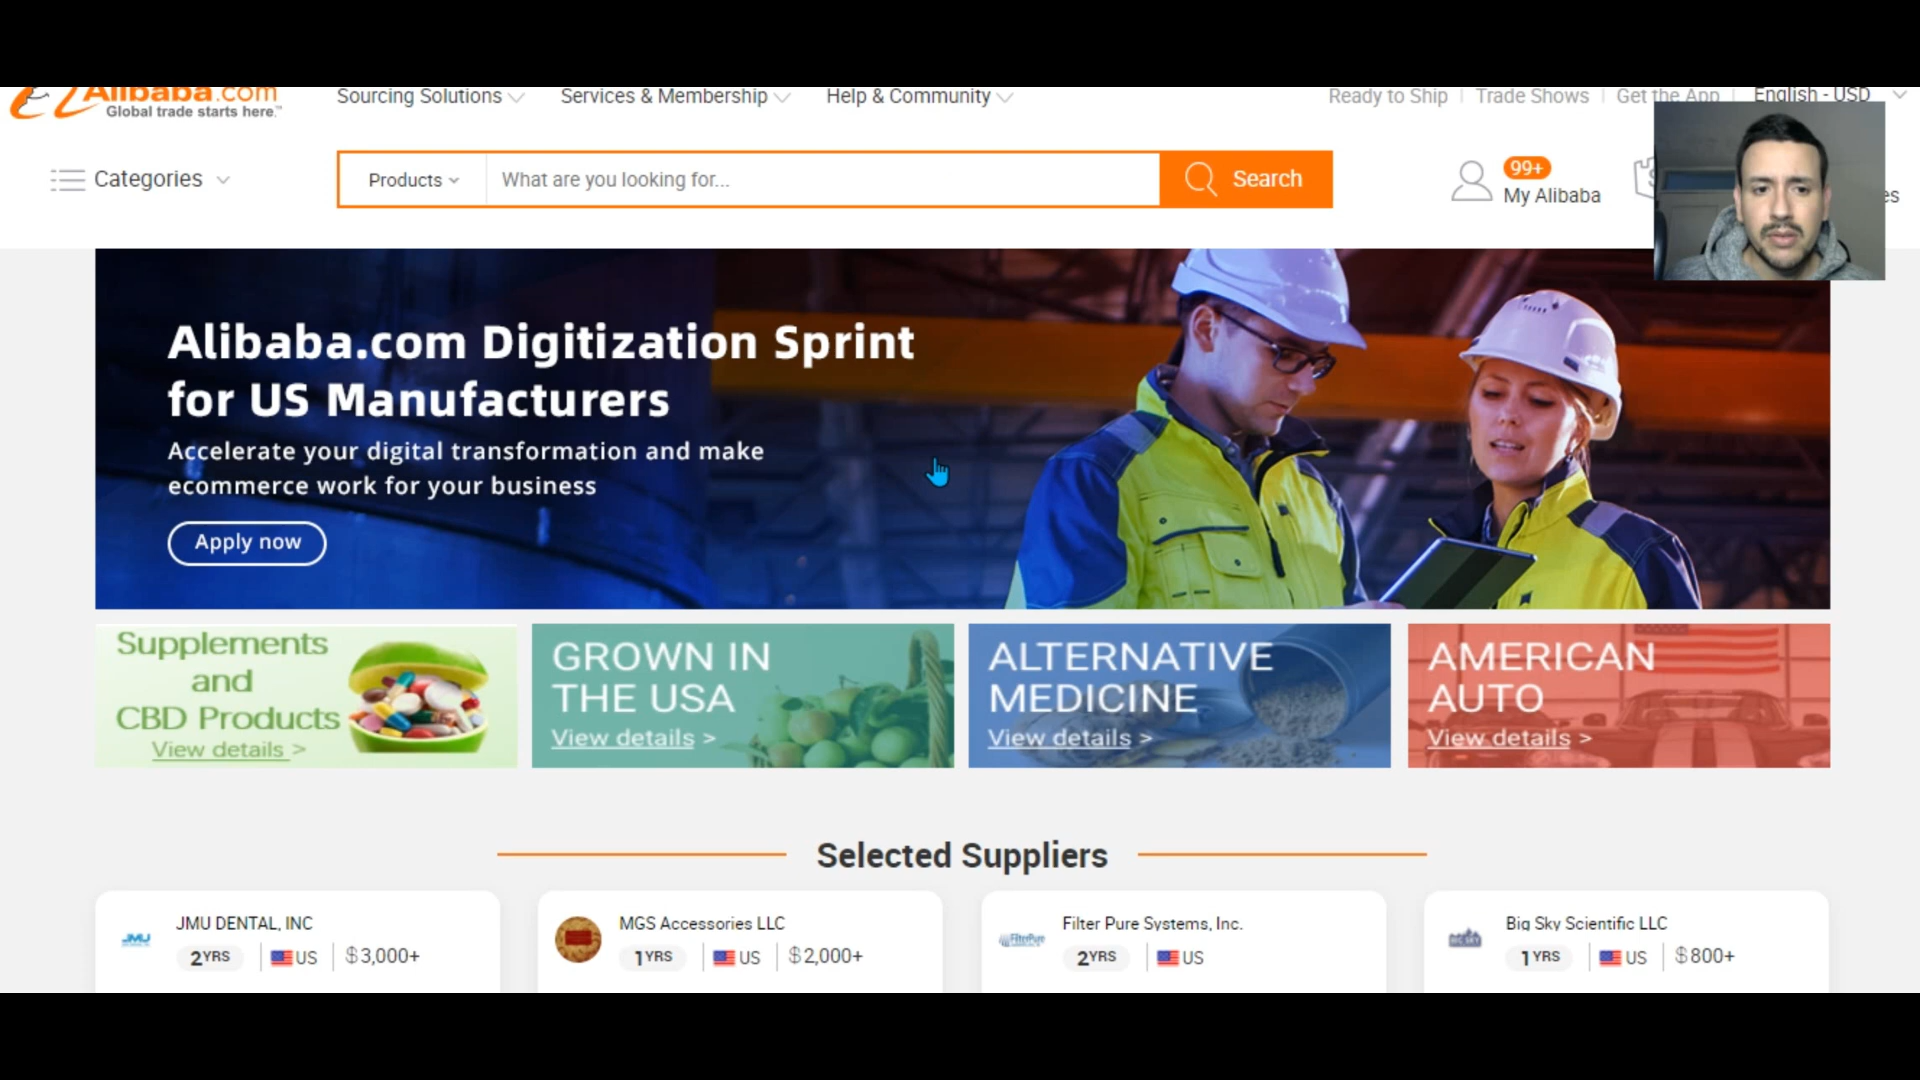 Alibaba.com
Global trade starts here.™
Sourcing Solutions
Services & Membership
Help & Community
Ready to Ship
Trade Shows
Get the App
English - USD
Categories
Products
What are you looking for...
Search
99+
My Alibaba
Alibaba.com Digitization Sprint
for US Manufacturers
Accelerate your digital transformation and make
ecommerce work for your business
Apply now
Supplements
and
CBD Products
View details >
GROWN IN
THE USA
View details >
ALTERNATIVE
MEDICINE
View details >
AMERICAN
AUTO
View details >
Selected Suppliers
JMU
JMU DENTAL, INC
2YRS
US
$3,000+
MGS Accessories LLC
1YRS
US
$2,000+
FilterPure
Filter Pure Systems, Inc.
2YRS
US
BIG SKY
Big Sky Scientific LLC
1YRS
US
$800+